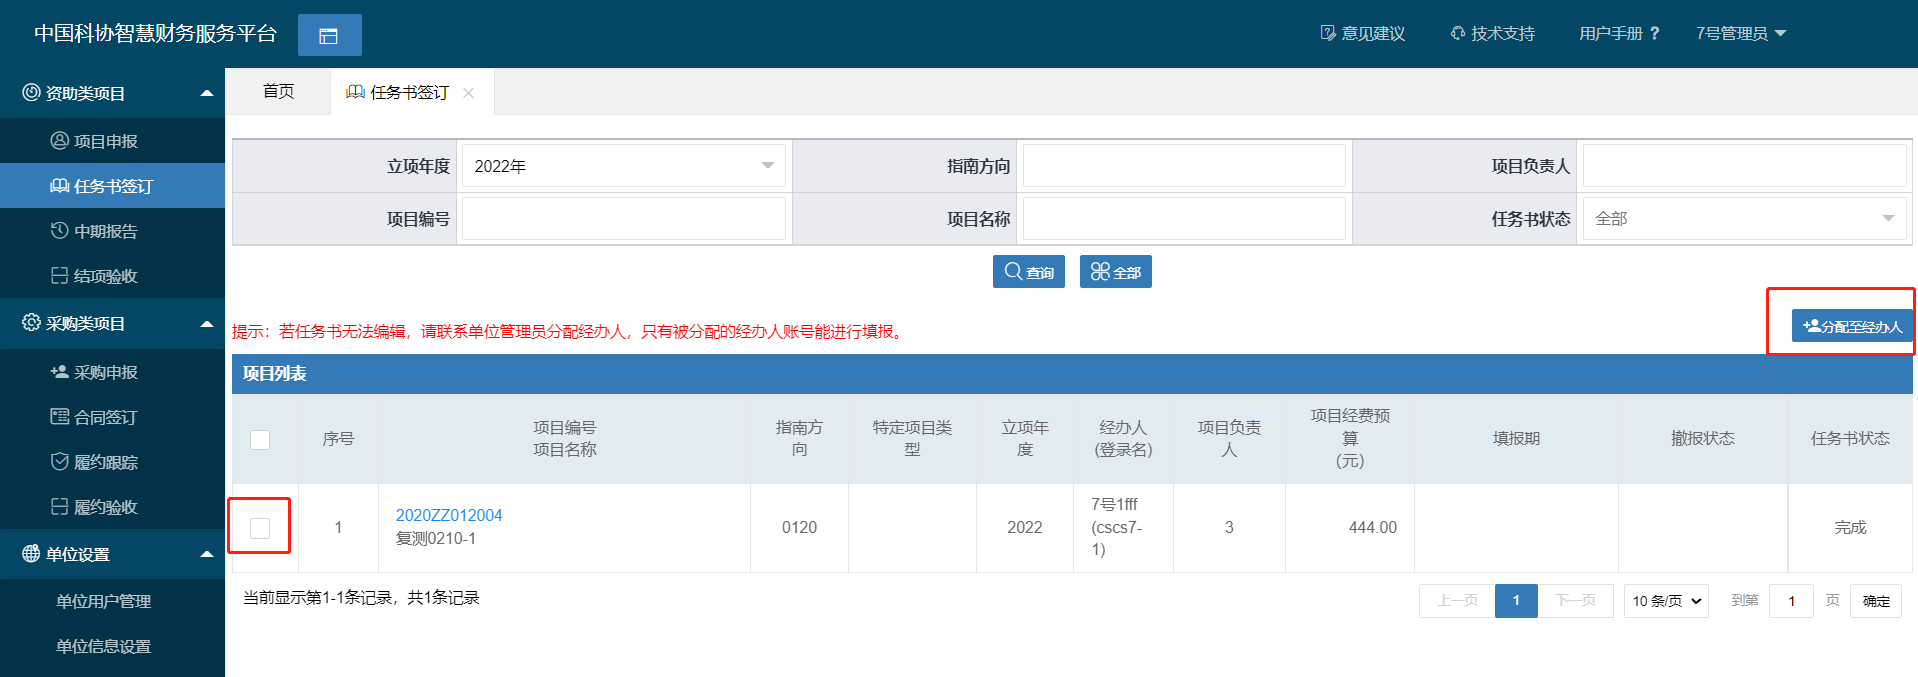 中国科协智慧财务服务平台
意见建议
技术支持
用户手册 ?
7号管理员
资助类项目
项目申报
任务书签订
中期报告
结项验收
采购类项目
采购申报
合同签订
履约跟踪
履约验收
单位设置
单位用户管理
单位信息设置
首页
任务书签订 ×
立项年度 2022年 指南方向 项目负责人
项目编号 项目名称 任务书状态 全部
查询 全部
提示：若任务书无法编辑，请联系单位管理员分配经办人，只有被分配的经办人账号能进行填报。
分配至经办人
项目列表
序号
项目编号
项目名称
指南方
向
特定项目类
型
立项年
度
经办人
(登录名)
项目负责
人
项目经费预
算
(元)
填报期
撤报状态
任务书状态
1
2020ZZ012004
复测0210-1
0120
2022
7号1fff
(cscs7-
1)
3
444.00
完成
当前显示第1-1条记录，共1条记录
上一页 1 下一页 10 条/页 到第 1 页 确定